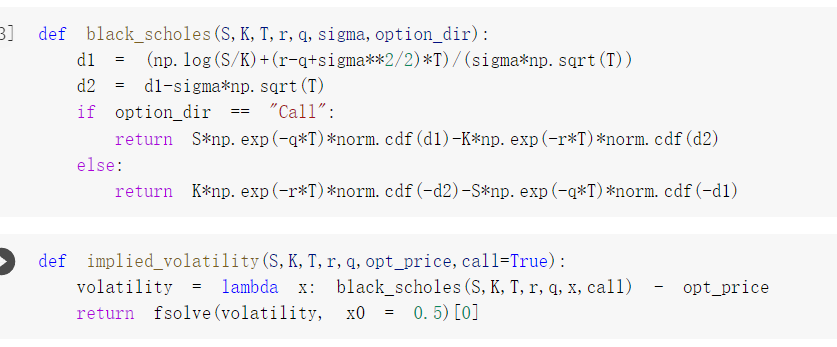 3] def black_scholes(S,K,T,r,q,sigma,option_dir):
d1 = (np.log(S/K)+(r-q+sigma**2/2)*T)/(sigma*np.sqrt(T))
d2 = d1-sigma*np.sqrt(T)
if option_dir == "Call":
return S*np.exp(-q*T)*norm.cdf(d1)-K*np.exp(-r*T)*norm.cdf(d2)
else:
return K*np.exp(-r*T)*norm.cdf(-d2)-S*np.exp(-q*T)*norm.cdf(-d1)
def implied_volatility(S,K,T,r,q,opt_price,call=True):
volatility = lambda x: black_scholes(S,K,T,r,q,x,call) - opt_price
return fsolve(volatility, x0 = 0.5)[0]